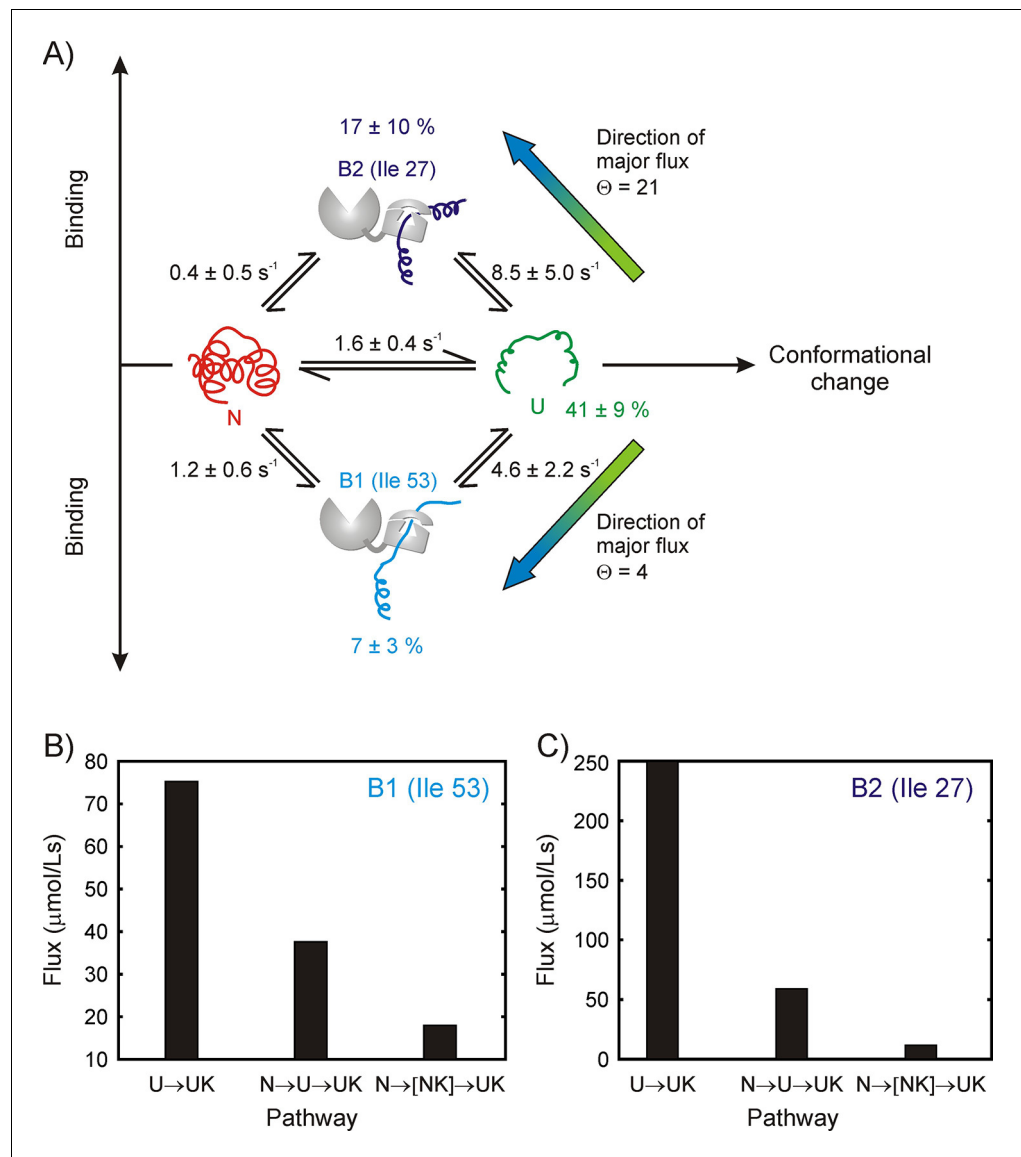 A)
Binding
17 ± 10 %
B2 (Ile 27)
Direction of
major flux
Θ = 21
0.4 ± 0.5 s⁻¹
8.5 ± 5.0 s⁻¹
1.6 ± 0.4 s⁻¹
N
U
41 ± 9 %
Conformational
change
Binding
1.2 ± 0.6 s⁻¹
4.6 ± 2.2 s⁻¹
B1 (Ile 53)
Direction of
major flux
Θ = 4
7 ± 3 %
B)
B1 (Ile 53)
Flux (μmol/Ls)
80
70
60
50
40
30
20
10
U→UK
N→U→UK
N→[NK]→UK
Pathway
C)
B2 (Ile 27)
Flux (μmol/Ls)
250
200
150
100
50
0
U→UK
N→U→UK
N→[NK]→UK
Pathway